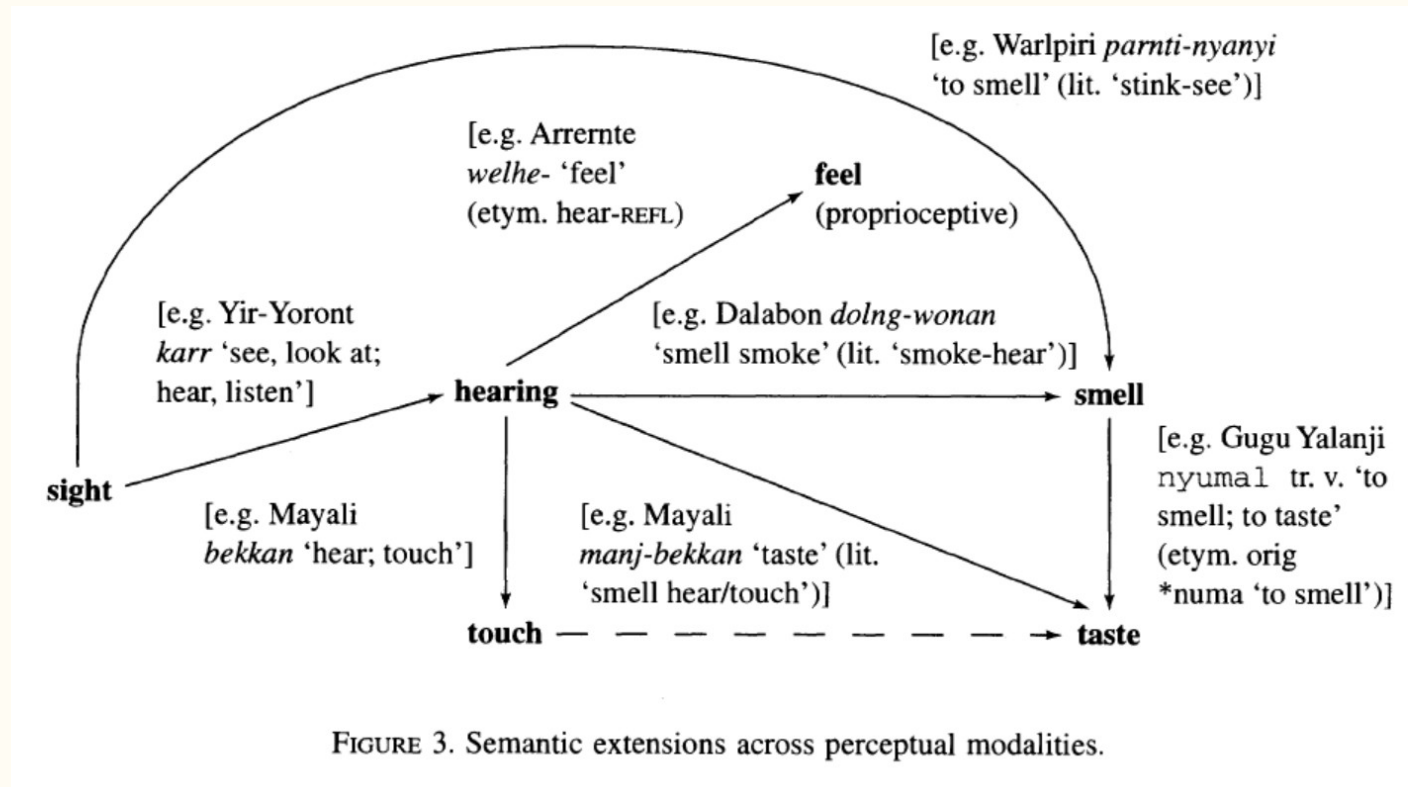 [e.g. Warlpiri parnti-nyanyi
‘to smell’ (lit. ‘stink-see’)]
[e.g. Arrernte
welhe- ‘feel’
(etym. hear-REFL)
feel
(proprioceptive)
[e.g. Yir-Yoront
karr ‘see, look at;
hear, listen’]
[e.g. Dalabon dolng-wonan
‘smell smoke’ (lit. ‘smoke-hear’)]
hearing
smell
sight
[e.g. Mayali
bekkan ‘hear; touch’]
[e.g. Mayali
manj-bekkan ‘taste’ (lit.
‘smell hear/touch’)]
[e.g. Gugu Yalanji
nyumal tr. v. ‘to
smell; to taste’
(etym. orig
*numa ‘to smell’)]
touch
taste
FIGURE 3. Semantic extensions across perceptual modalities.